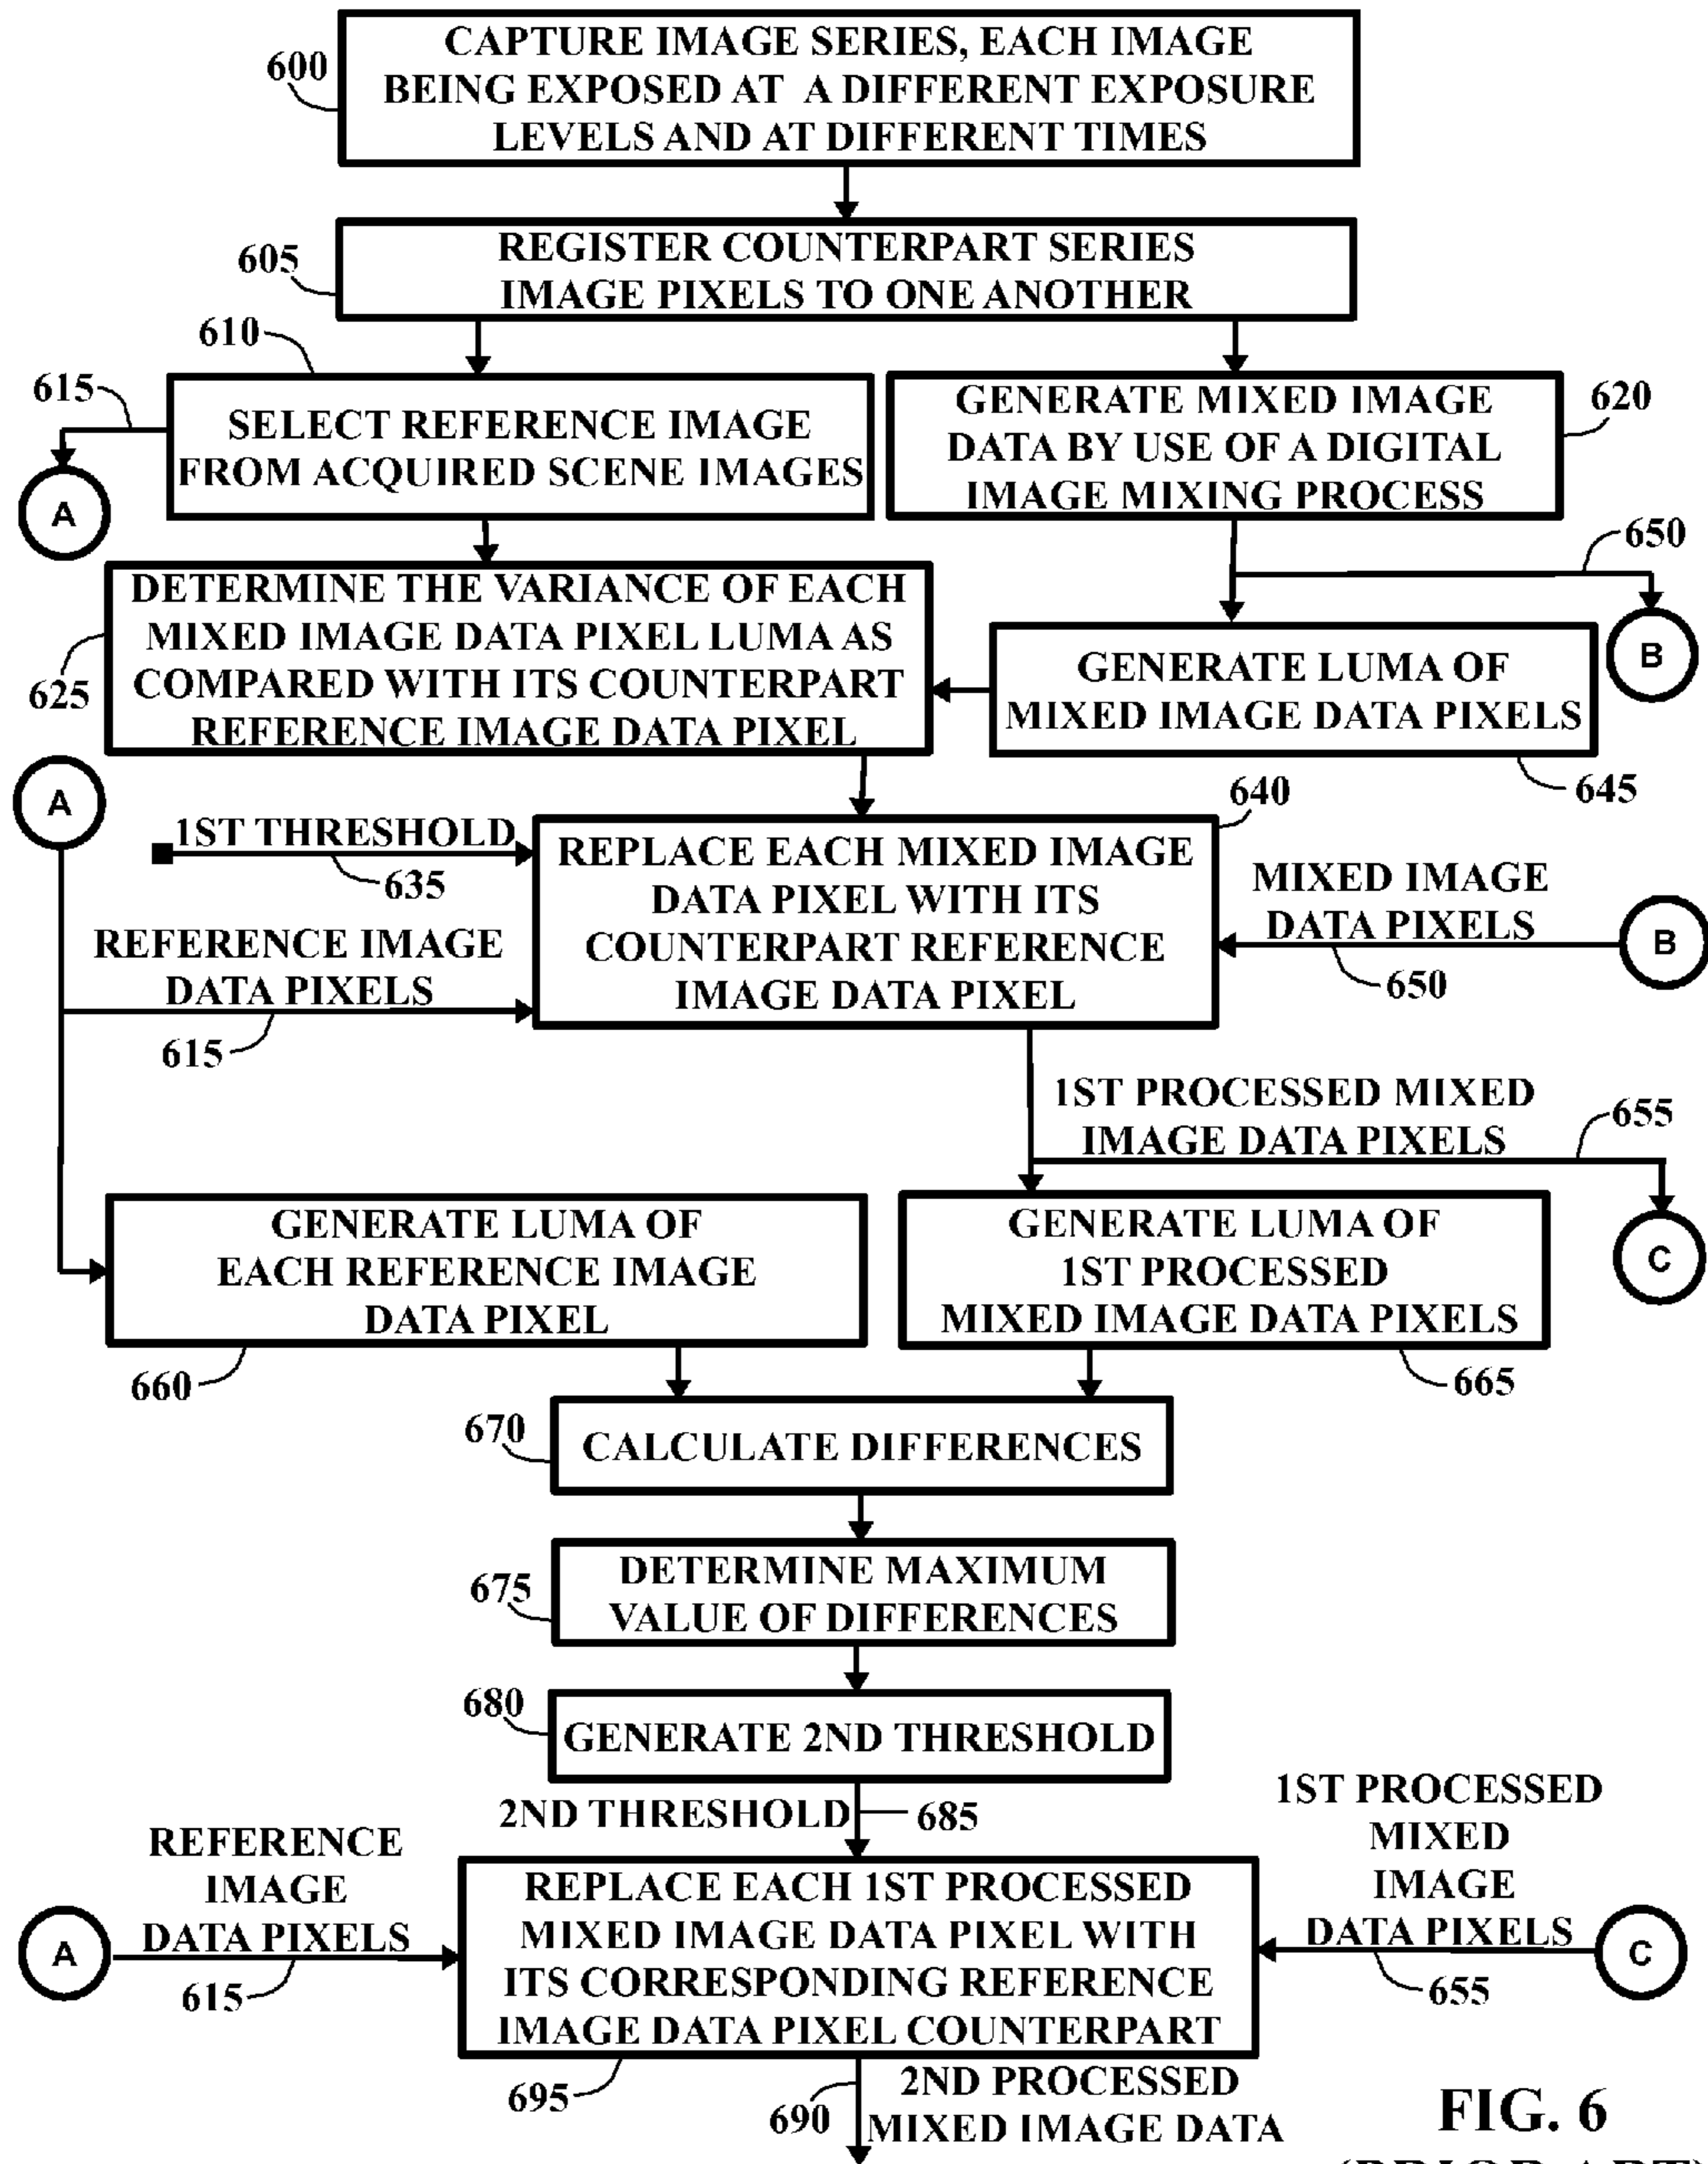 600
CAPTURE IMAGE SERIES, EACH IMAGE
BEING EXPOSED AT A DIFFERENT EXPOSURE
LEVELS AND AT DIFFERENT TIMES
605
REGISTER COUNTERPART SERIES
IMAGE PIXELS TO ONE ANOTHER
610
615
A
SELECT REFERENCE IMAGE
FROM ACQUIRED SCENE IMAGES
GENERATE MIXED IMAGE
DATA BY USE OF A DIGITAL
IMAGE MIXING PROCESS
620
650
B
DETERMINE THE VARIANCE OF EACH
MIXED IMAGE DATA PIXEL LUMA AS
COMPARED WITH ITS COUNTERPART
REFERENCE IMAGE DATA PIXEL
625
GENERATE LUMA OF
MIXED IMAGE DATA PIXELS
645
A
1ST THRESHOLD
635
640
REPLACE EACH MIXED IMAGE
DATA PIXEL WITH ITS
COUNTERPART REFERENCE
IMAGE DATA PIXEL
MIXED IMAGE
DATA PIXELS
650
B
REFERENCE IMAGE
DATA PIXELS
615
1ST PROCESSED MIXED
IMAGE DATA PIXELS
655
C
GENERATE LUMA OF
EACH REFERENCE IMAGE
DATA PIXEL
660
GENERATE LUMA OF
1ST PROCESSED
MIXED IMAGE DATA PIXELS
665
670
CALCULATE DIFFERENCES
675
DETERMINE MAXIMUM
VALUE OF DIFFERENCES
680
GENERATE 2ND THRESHOLD
2ND THRESHOLD
685
REFERENCE
IMAGE
DATA PIXELS
A
615
REPLACE EACH 1ST PROCESSED
MIXED IMAGE DATA PIXEL WITH
ITS CORRESPONDING REFERENCE
IMAGE DATA PIXEL COUNTERPART
1ST PROCESSED
MIXED
IMAGE
DATA PIXELS
C
655
695
690
2ND PROCESSED
MIXED IMAGE DATA
FIG. 6
(PRIOR ART)